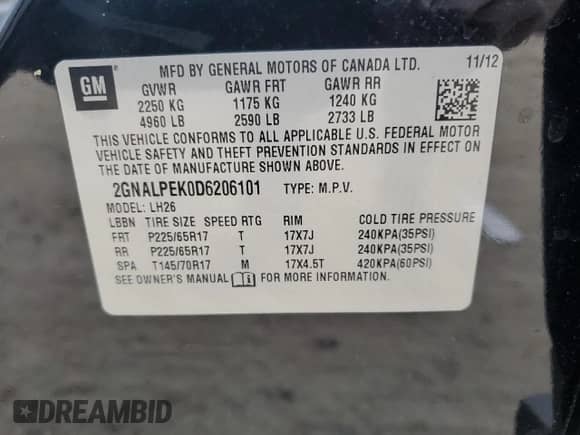 GM
MFD BY GENERAL MOTORS OF CANADA LTD. 11/12
GVWR GAWR FRT GAWR RR
2250 KG 1175 KG 1240 KG
4960 LB 2590 LB 2733 LB
THIS VEHICLE CONFORMS TO ALL APPLICABLE U.S. FEDERAL MOTOR
VEHICLE SAFETY AND THEFT PREVENTION STANDARDS IN EFFECT ON
THE DATE OF MANUFACTURE SHOWN ABOVE.
2GNALPEK0D6206101 TYPE: M.P.V.
MODEL: LH26
LBBN TIRE SIZE SPEED RTG RIM COLD TIRE PRESSURE
FRT P225/65R17 T 17X7J 240KPA(35PSI)
RR P225/65R17 T 17X7J 240KPA(35PSI)
SPA T145/70R17 M 17X4.5T 420KPA(60PSI)
SEE OWNER'S MANUAL FOR MORE INFORMATION.
DREAMBID